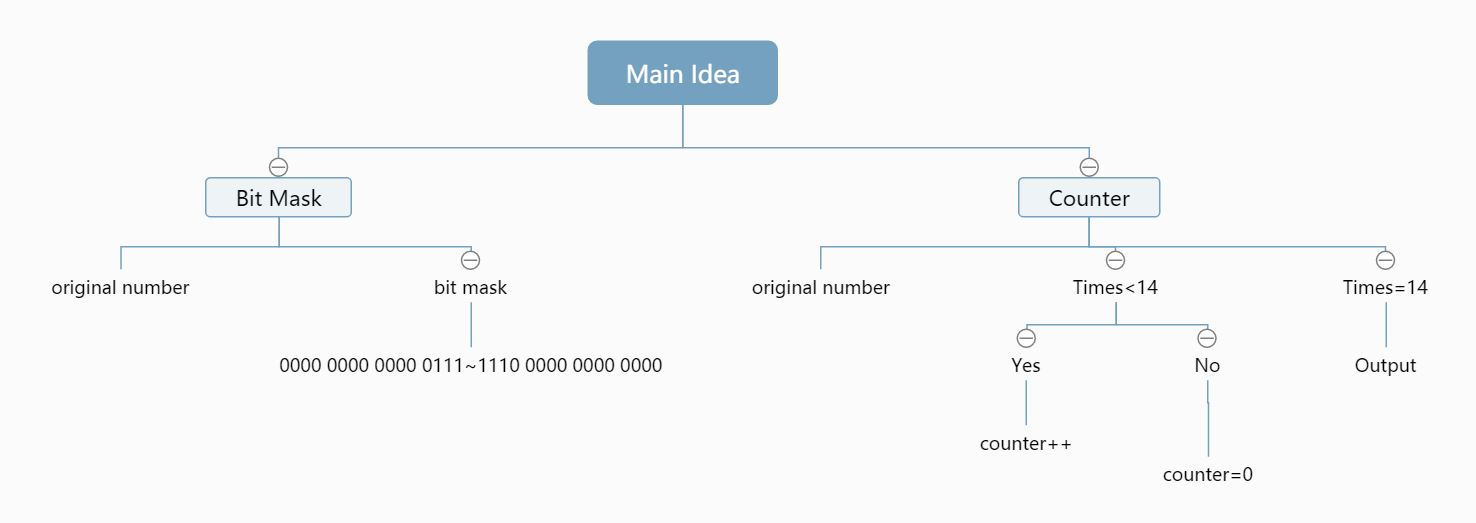 Main Idea
Bit Mask
Counter
original number
bit mask
original number
Times<14
Times=14
0000 0000 0000 0111~1110 0000 0000 0000
Yes
No
Output
counter++
counter=0